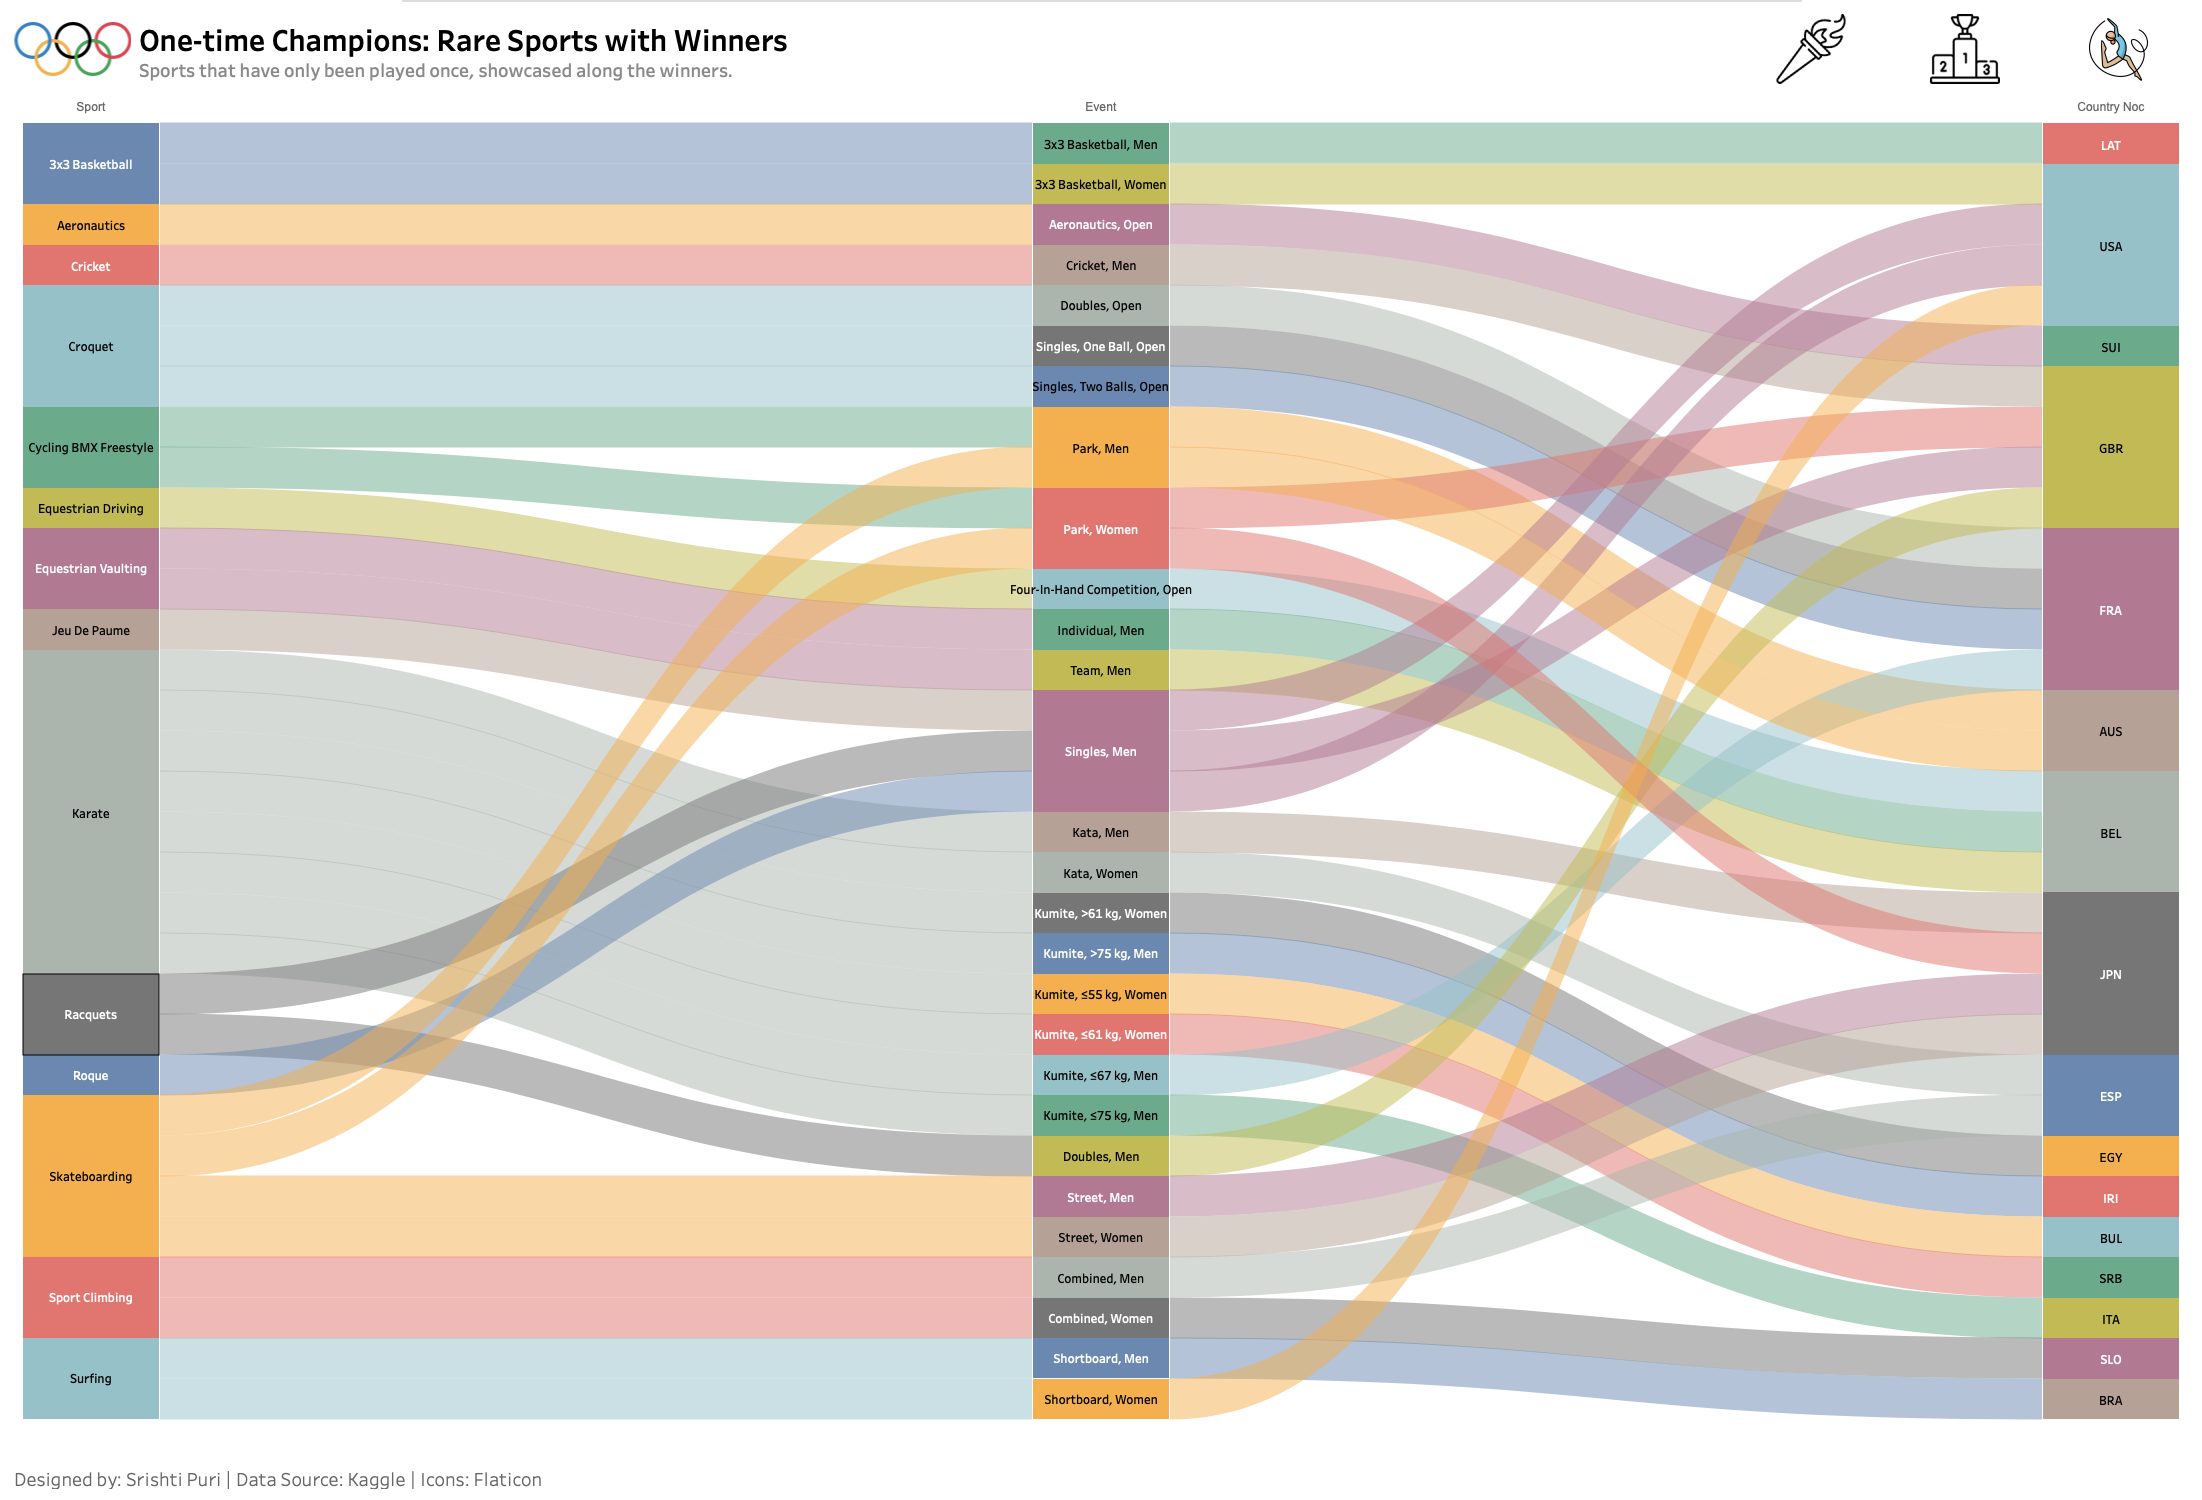 One-time Champions: Rare Sports with Winners
Sports that have only been played once, showcased along the winners.
2 1 3
Sport
Event
Country Noc
3x3 Basketball
Aeronautics
Cricket
Croquet
Cycling BMX Freestyle
Equestrian Driving
Equestrian Vaulting
Jeu De Paume
Karate
Racquets
Roque
Skateboarding
Sport Climbing
Surfing
3x3 Basketball, Men
3x3 Basketball, Women
Aeronautics, Open
Cricket, Men
Doubles, Open
Singles, One Ball, Open
Singles, Two Balls, Open
Park, Men
Park, Women
Four-In-Hand Competition, Open
Individual, Men
Team, Men
Singles, Men
Kata, Men
Kata, Women
Kumite, >61 kg, Women
Kumite, >75 kg, Men
Kumite, ≤55 kg, Women
Kumite, ≤61 kg, Women
Kumite, ≤67 kg, Men
Kumite, ≤75 kg, Men
Doubles, Men
Street, Men
Street, Women
Combined, Men
Combined, Women
Shortboard, Men
Shortboard, Women
LAT
USA
SUI
GBR
FRA
AUS
BEL
JPN
ESP
EGY
IRI
BUL
SRB
ITA
SLO
BRA
Designed by: Srishti Puri | Data Source: Kaggle | Icons: Flaticon